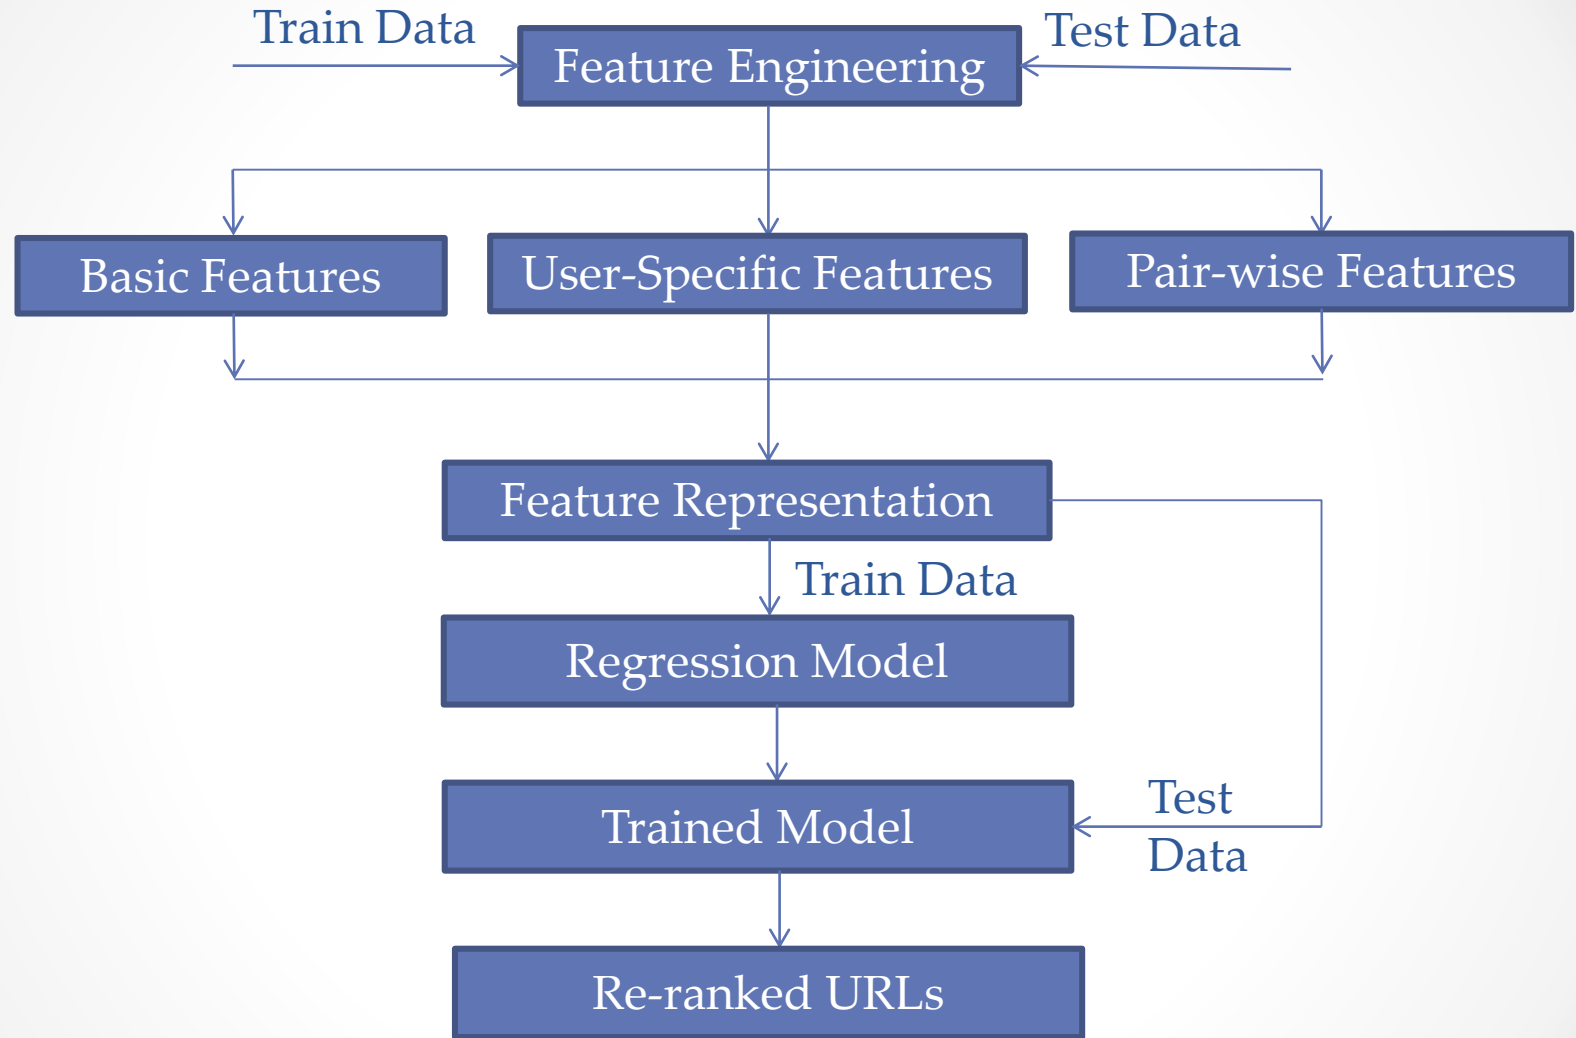 Train Data
Feature Engineering
Test Data
Basic Features
User-Specific Features
Pair-wise Features
Feature Representation
Train Data
Regression Model
Trained Model
Test
Data
Re-ranked URLs